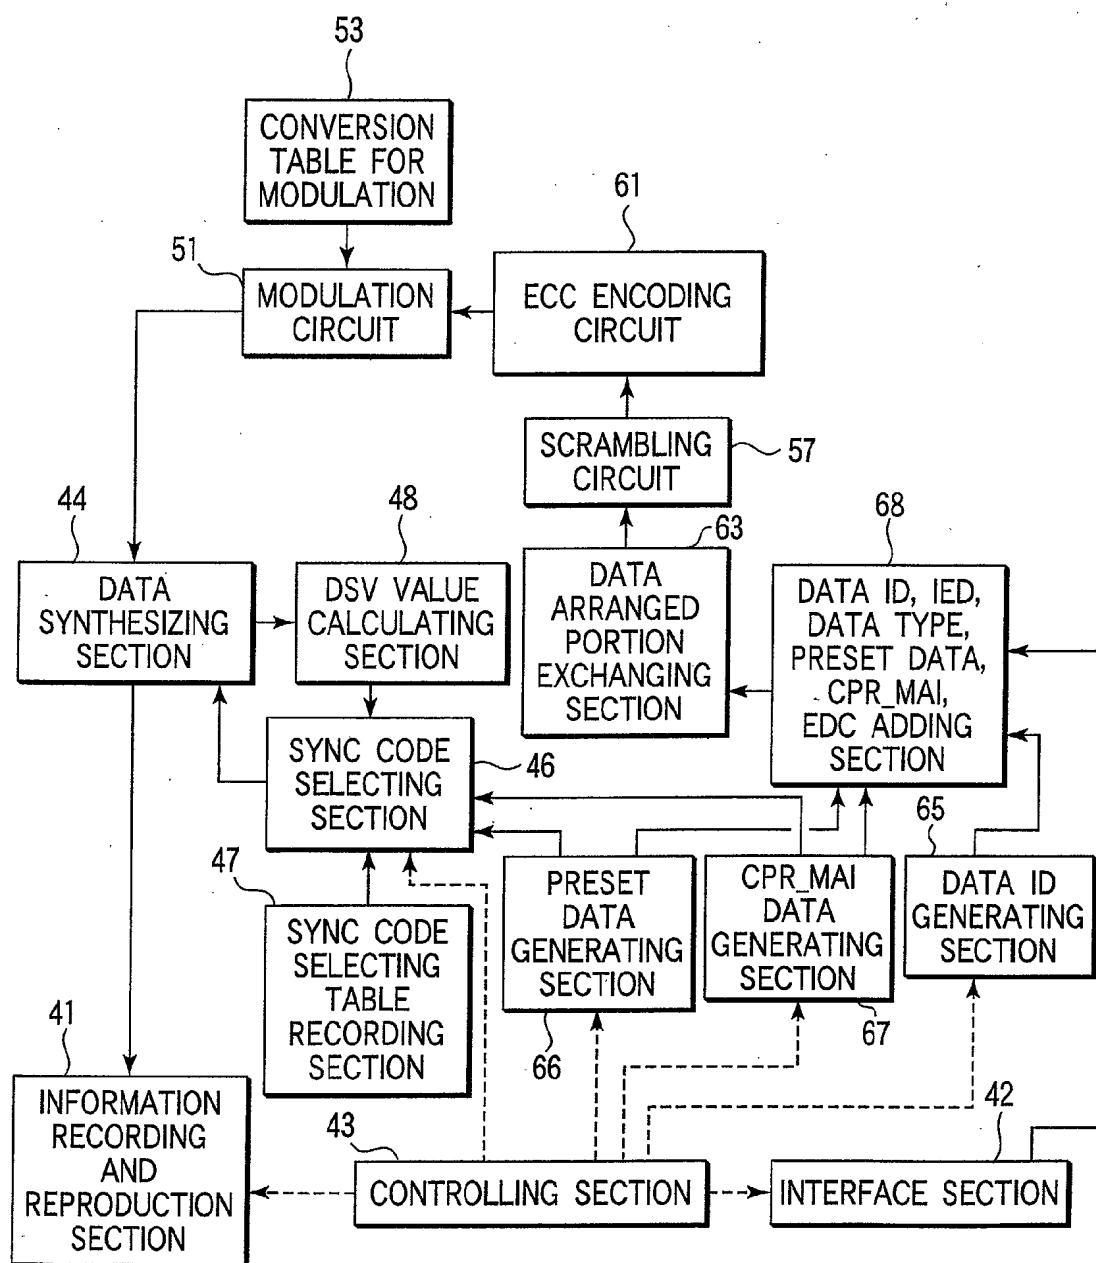 53
CONVERSION
TABLE FOR
MODULATION
61
51
MODULATION
CIRCUIT
ECC ENCODING
CIRCUIT
SCRAMBLING
CIRCUIT
57
44
48
63
68
DATA
SYNTHESIZING
SECTION
DSV VALUE
CALCULATING
SECTION
DATA
ARRANGED
PORTION
EXCHANGING
SECTION
DATA ID, IED,
DATA TYPE,
PRESET DATA,
CPR_MAI,
EDC ADDING
SECTION
SYNC CODE
SELECTING
SECTION
46
65
47
SYNC CODE
SELECTING
TABLE
RECORDING
SECTION
PRESET
DATA
GENERATING
SECTION
66
CPR_MAI
DATA
GENERATING
SECTION
67
DATA ID
GENERATING
SECTION
41
INFORMATION
RECORDING
AND
REPRODUCTION
SECTION
43
CONTROLLING SECTION
42
INTERFACE SECTION